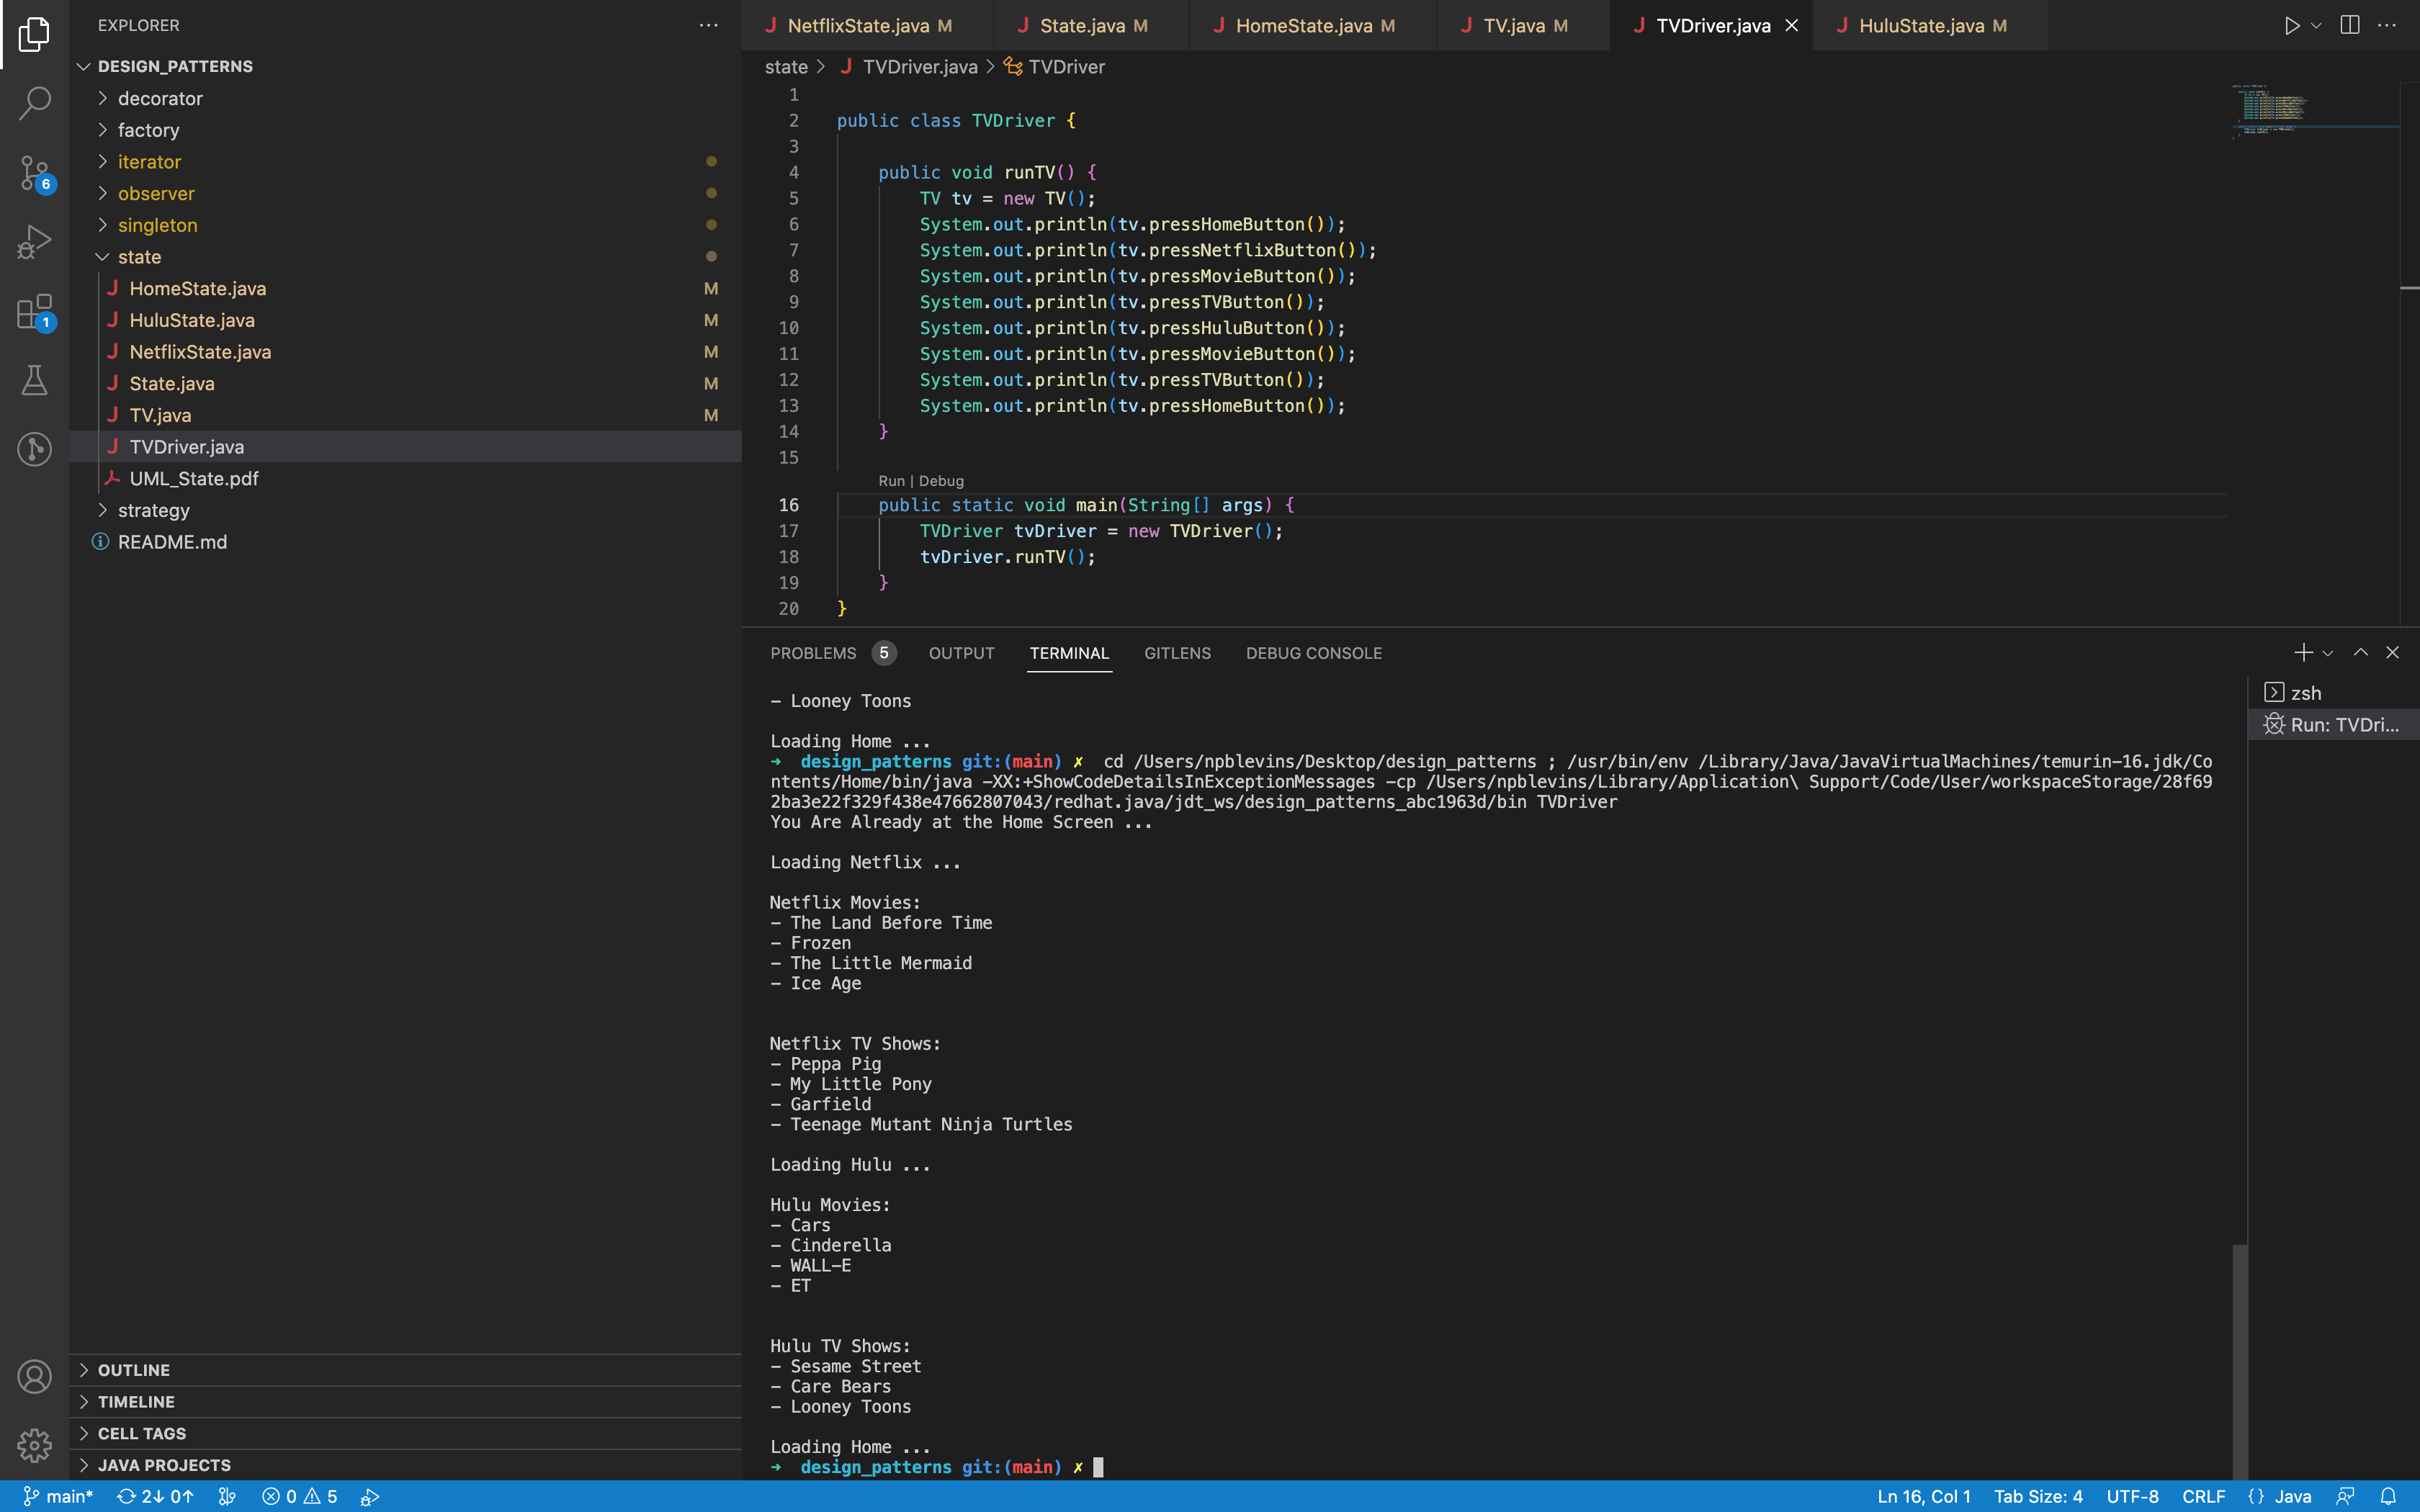 EXPLORER
DESIGN_PATTERNS
decorator
factory
iterator
observer
singleton
state
HomeState.java M
HuluState.java M
NetflixState.java M
State.java M
TV.java M
TVDriver.java
UML_State.pdf
strategy
README.md
6
1
OUTLINE
TIMELINE
CELL TAGS
JAVA PROJECTS
NetflixState.java M State.java M HomeState.java M TV.java M TVDriver.java HuluState.java M
state > TVDriver.java > TVDriver
1
2 public class TVDriver {
3
4 public void runTV() {
5 TV tv = new TV();
6 System.out.println(tv.pressHomeButton());
7 System.out.println(tv.pressNetflixButton());
8 System.out.println(tv.pressMovieButton());
9 System.out.println(tv.pressTVButton());
10 System.out.println(tv.pressHuluButton());
11 System.out.println(tv.pressMovieButton());
12 System.out.println(tv.pressTVButton());
13 System.out.println(tv.pressHomeButton());
14 }
15
Run | Debug
16 public static void main(String[] args) {
17 TVDriver tvDriver = new TVDriver();
18 tvDriver.runTV();
19 }
20 }
PROBLEMS 5 OUTPUT TERMINAL GITLENS DEBUG CONSOLE
zsh
Run: TVDri...
- Looney Toons
Loading Home ...
➜ design_patterns git:(main) ✗ cd /Users/npblevins/Desktop/design_patterns ; /usr/bin/env /Library/Java/JavaVirtualMachines/temurin-16.jdk/Co
ntents/Home/bin/java -XX:+ShowCodeDetailsInExceptionMessages -cp /Users/npblevins/Library/Application\ Support/Code/User/workspaceStorage/28f69
2ba3e22f329f438e47662807043/redhat.java/jdt_ws/design_patterns_abc1963d/bin TVDriver
You Are Already at the Home Screen ...
Loading Netflix ...
Netflix Movies:
- The Land Before Time
- Frozen
- The Little Mermaid
- Ice Age
Netflix TV Shows:
- Peppa Pig
- My Little Pony
- Garfield
- Teenage Mutant Ninja Turtles
Loading Hulu ...
Hulu Movies:
- Cars
- Cinderella
- WALL-E
- ET
Hulu TV Shows:
- Sesame Street
- Care Bears
- Looney Toons
Loading Home ...
➜ design_patterns git:(main) ✗
main* 2↓ 0↑ 0 5 Ln 16, Col 1 Tab Size: 4 UTF-8 CRLF {} Java